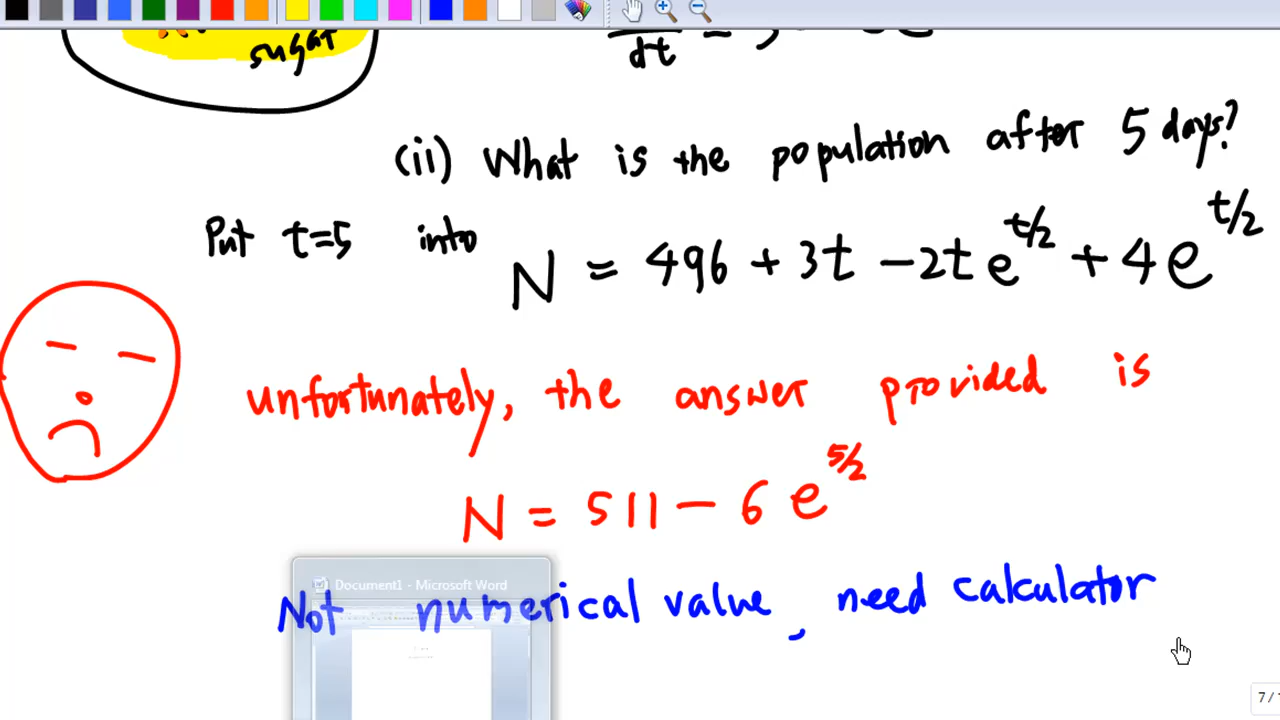 sugar
dt
(ii) What is the population after 5 days?
Put t=5 into
N = 496 + 3t - 2te^{t/2} + 4e^{t/2}
unfortunately, the answer provided is
N = 511 - 6e^{5/2}
Document1 - Microsoft Word
Not numerical value, need calculator
7 /